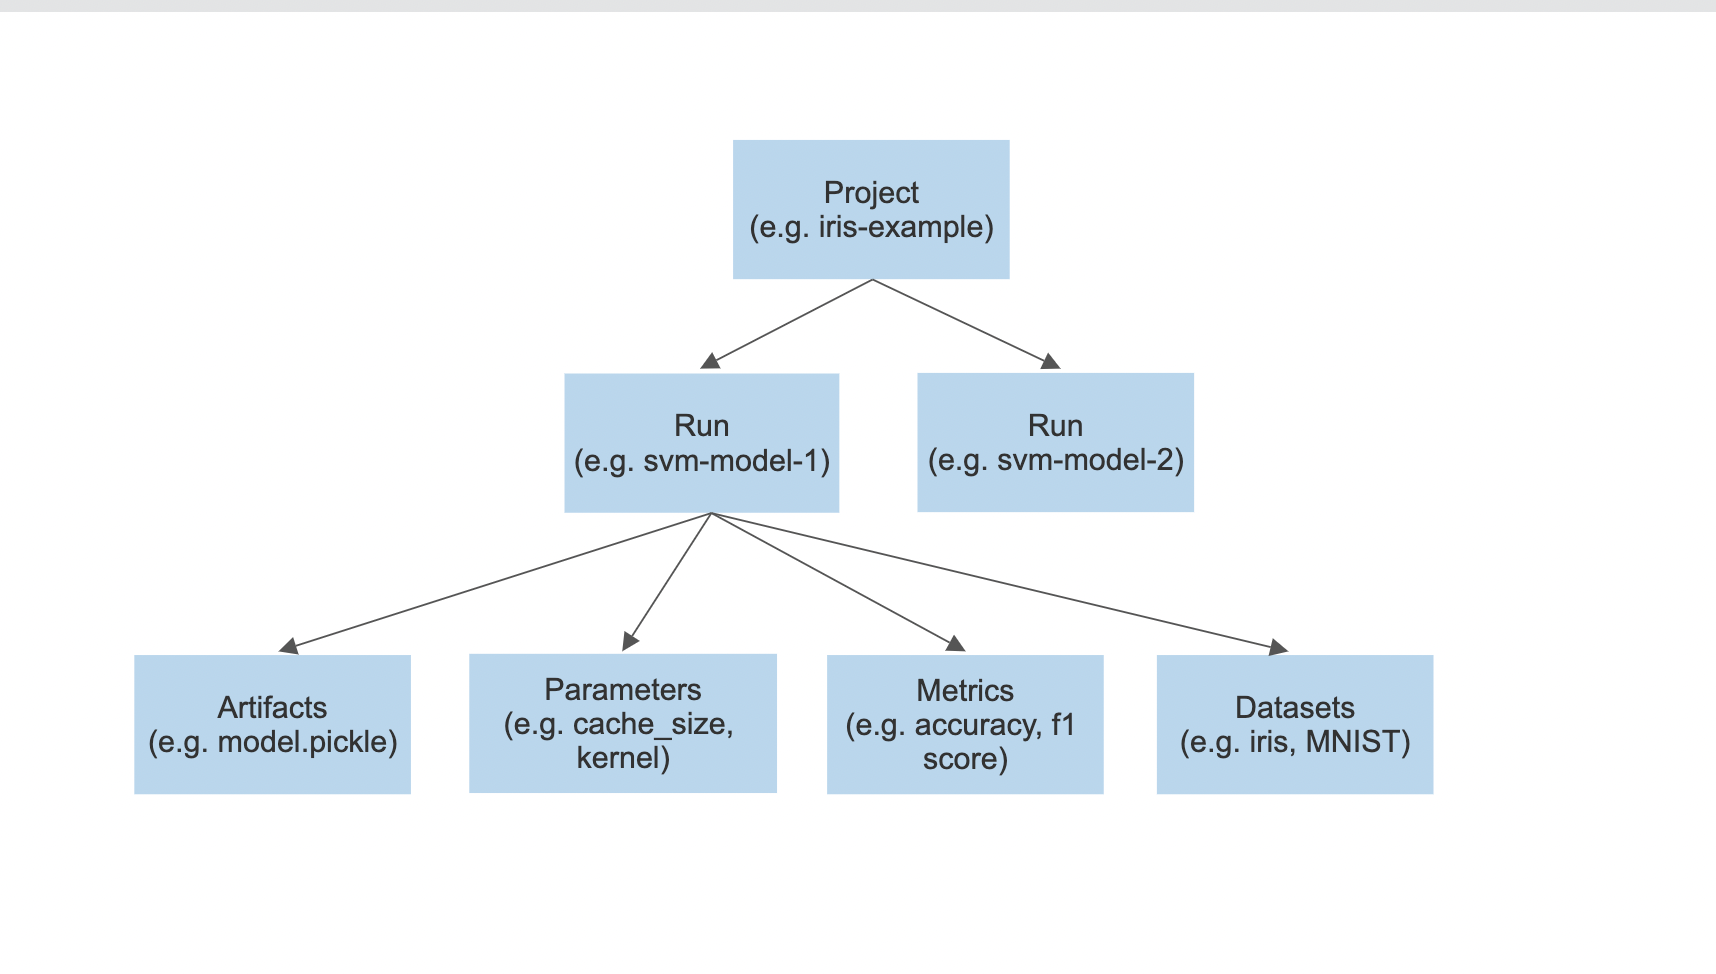 Project
(e.g. iris-example)
Run
(e.g. svm-model-1)
Run
(e.g. svm-model-2)
Artifacts
(e.g. model.pickle)
Parameters
(e.g. cache_size,
kernel)
Metrics
(e.g. accuracy, f1
score)
Datasets
(e.g. iris, MNIST)